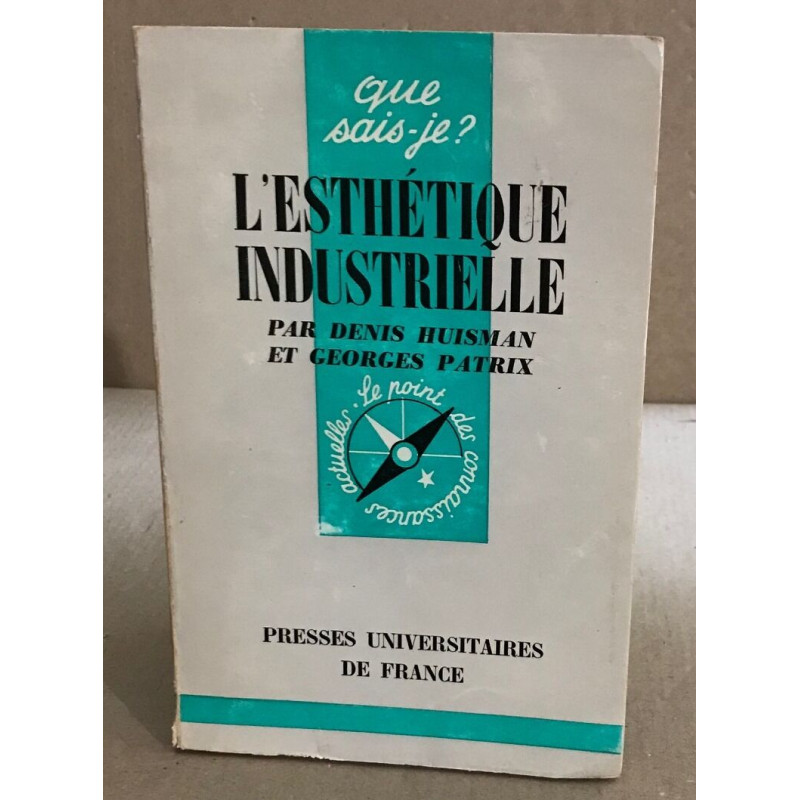 que
sais-je?
L'ESTHÉTIQUE
INDUSTRIELLE
PAR DENIS HUISMAN
ET GEORGES PATRIX
Le point des connaissances actuelles.
PRESSES UNIVERSITAIRES
DE FRANCE